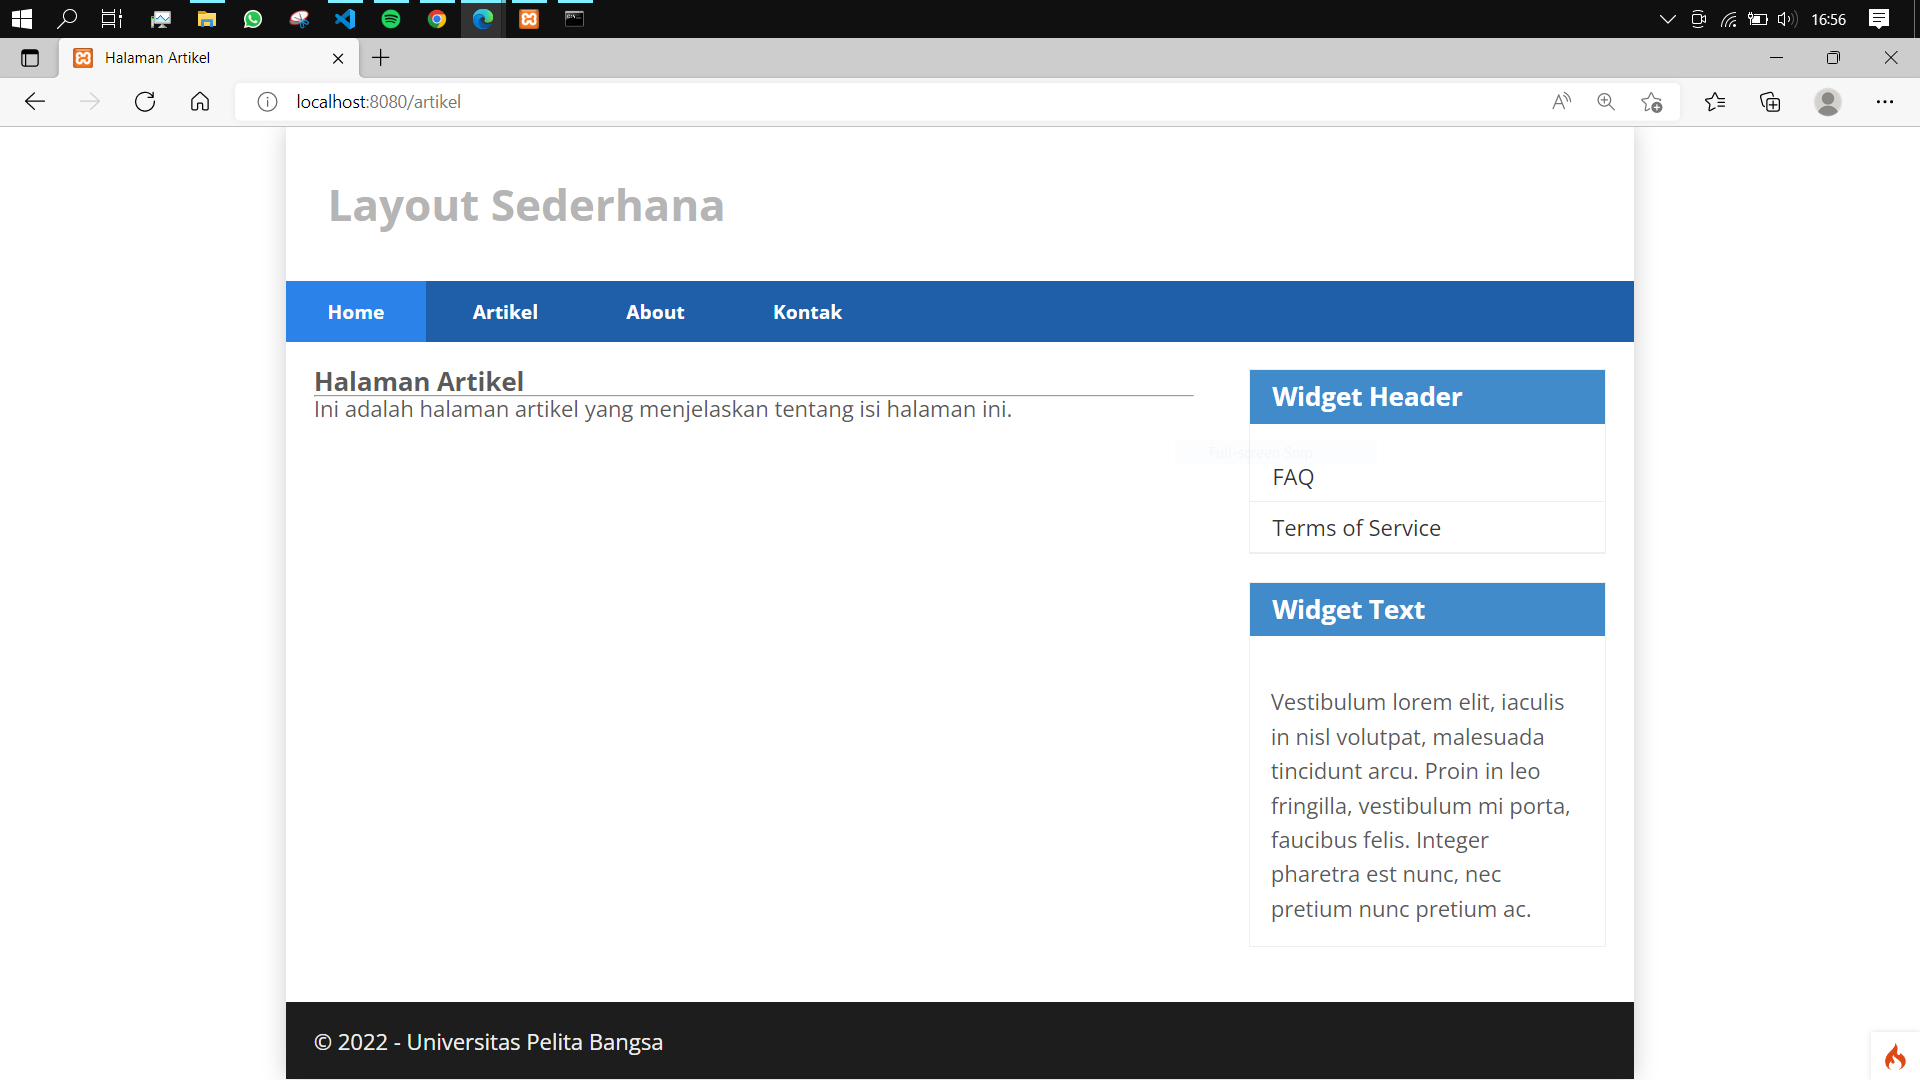 16:56
Halaman Artikel
localhost:8080/artikel
Layout Sederhana
Home Artikel About Kontak
Halaman Artikel
Ini adalah halaman artikel yang menjelaskan tentang isi halaman ini.
Widget Header
Full-screen Snip
FAQ
Terms of Service
Widget Text
Vestibulum lorem elit, iaculis
in nisl volutpat, malesuada
tincidunt arcu. Proin in leo
fringilla, vestibulum mi porta,
faucibus felis. Integer
pharetra est nunc, nec
pretium nunc pretium ac.
© 2022 - Universitas Pelita Bangsa